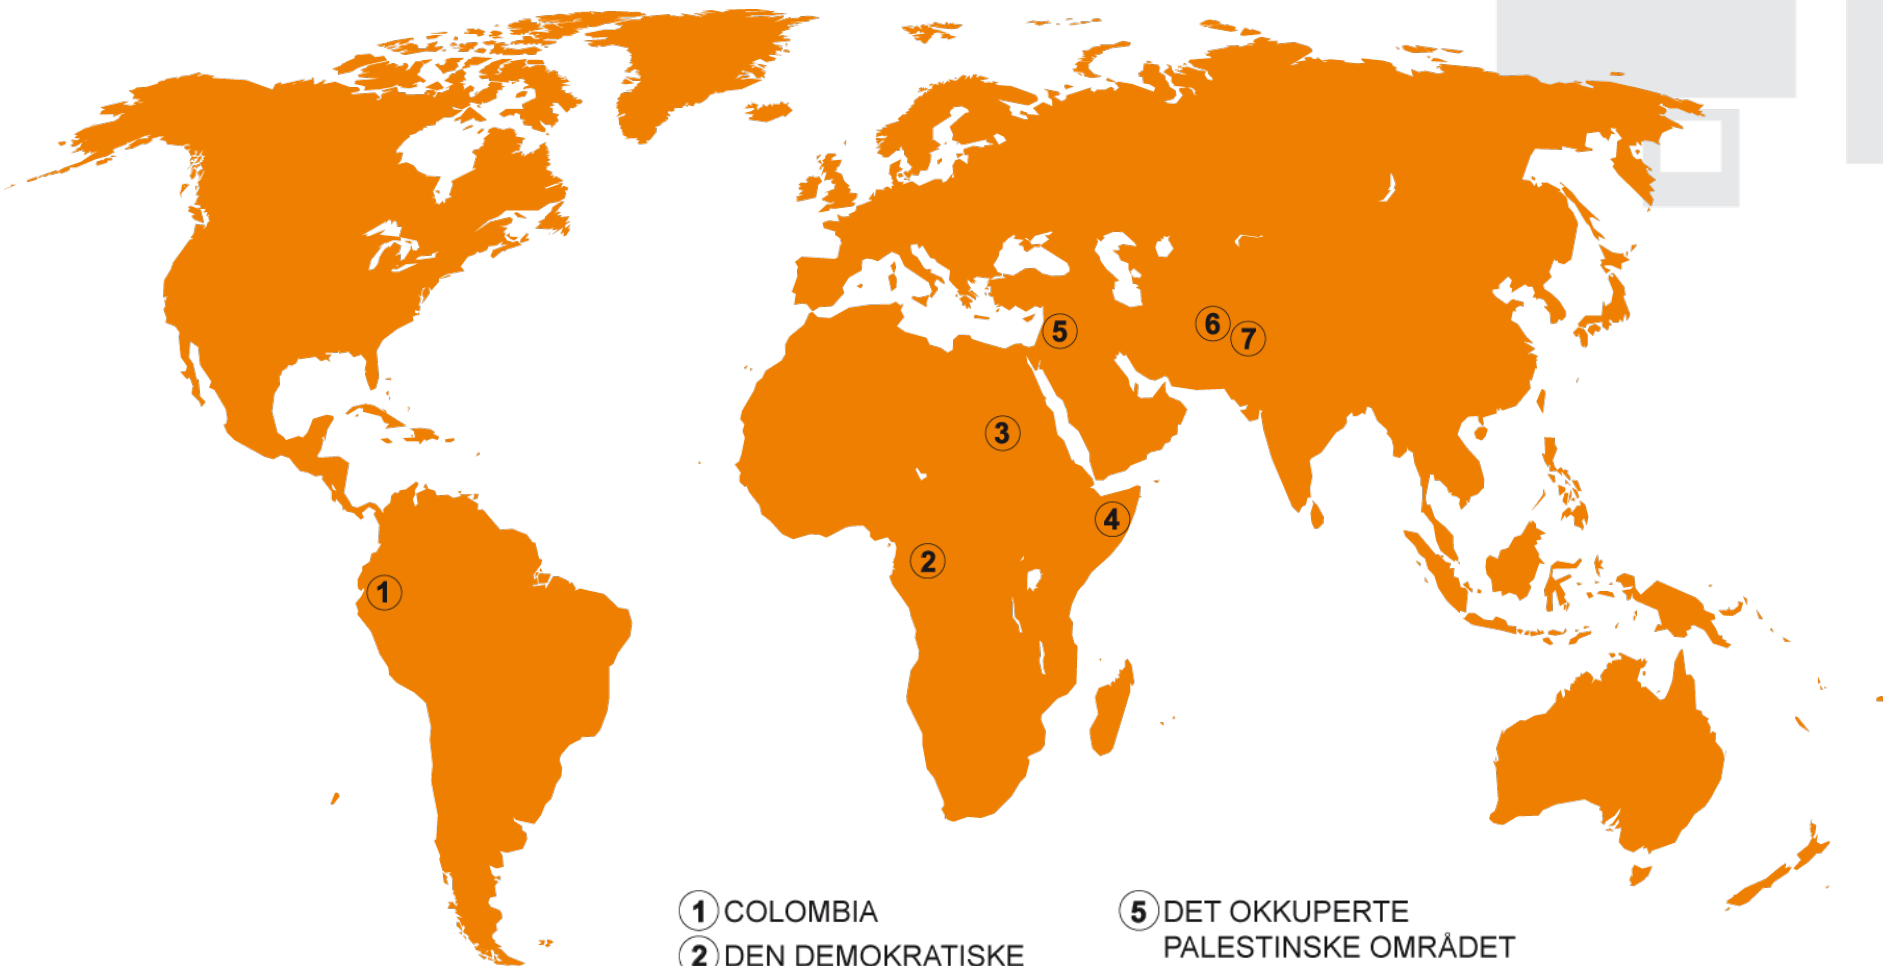 6
5
7
3
4
2
1
1 COLOMBIA
2 DEN DEMOKRATISKE
5 DET OKKUPERTE
PALESTINSKE OMRÅDET